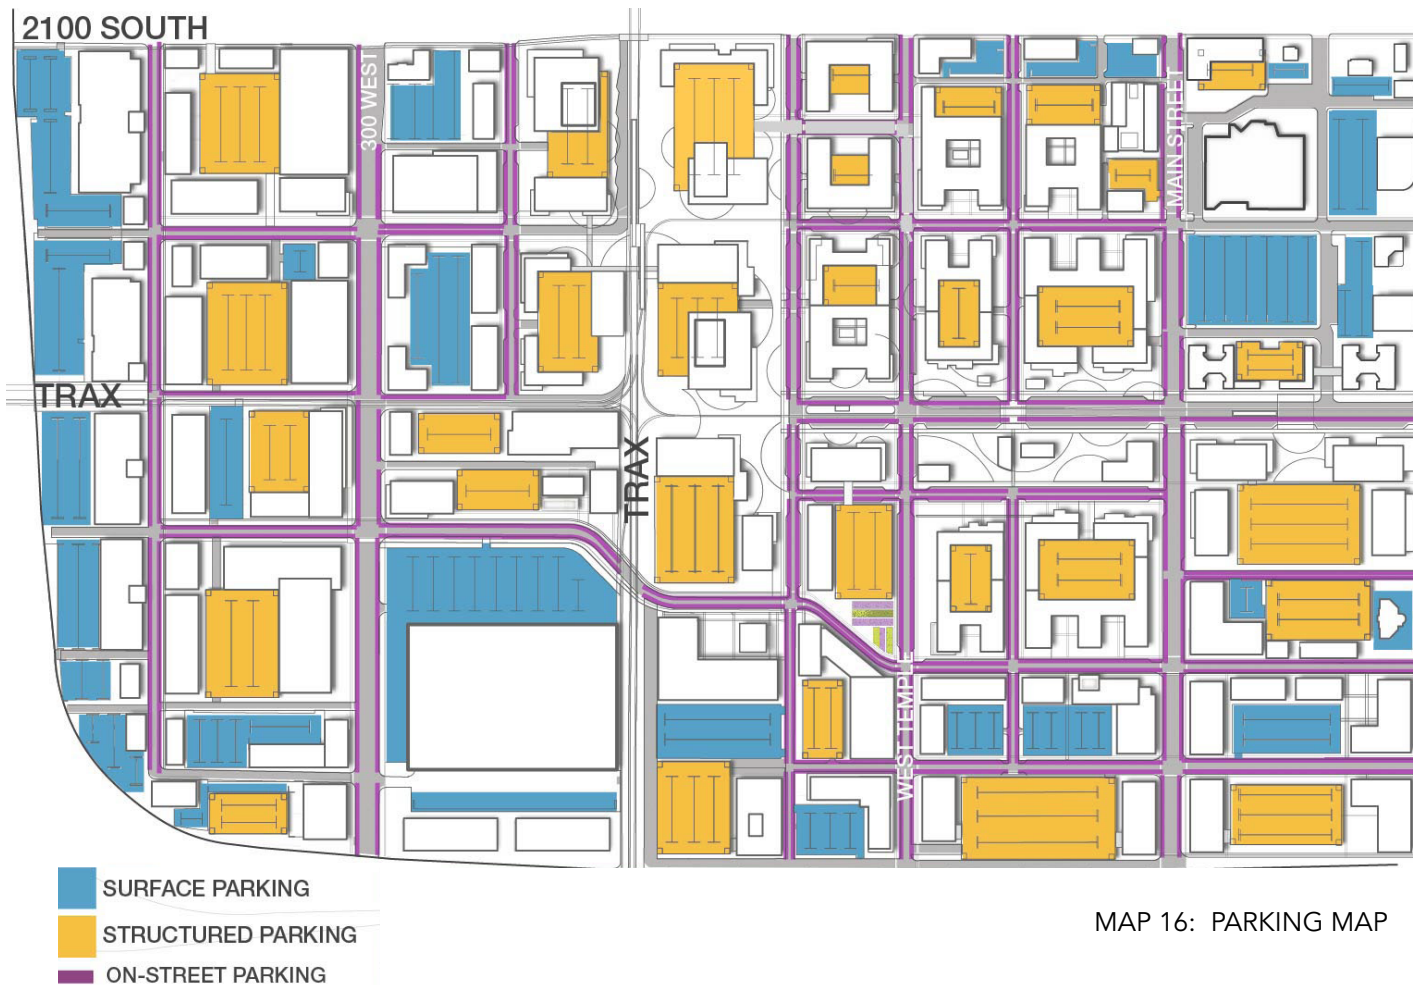 2100 SOUTH
300 WEST
MAIN STREET
TRAX
TRAX
WEST TEMPLE
SURFACE PARKING
STRUCTURED PARKING
ON-STREET PARKING
MAP 16: PARKING MAP